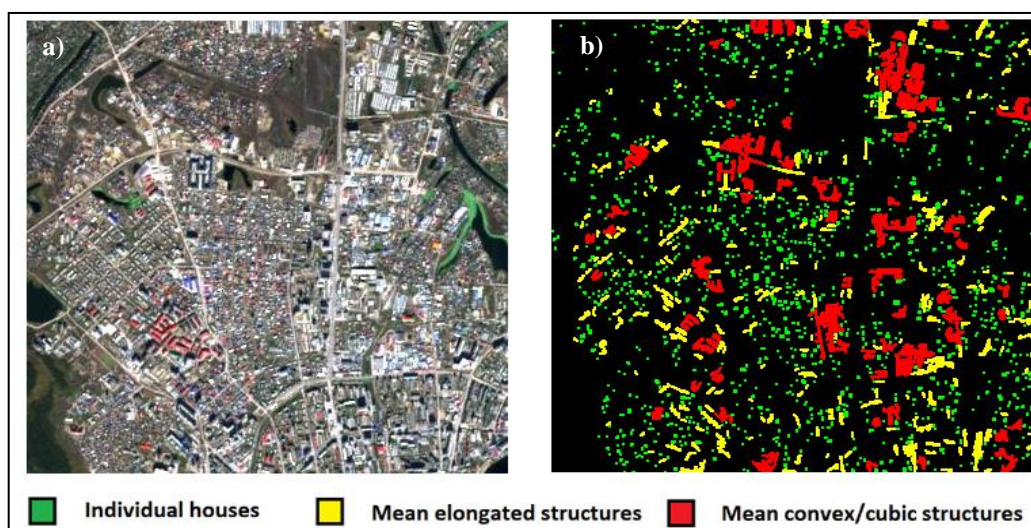 a)
b)
Individual houses
Mean elongated structures
Mean convex/cubic structures